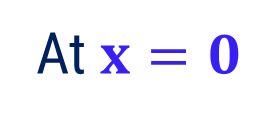 At x = 0